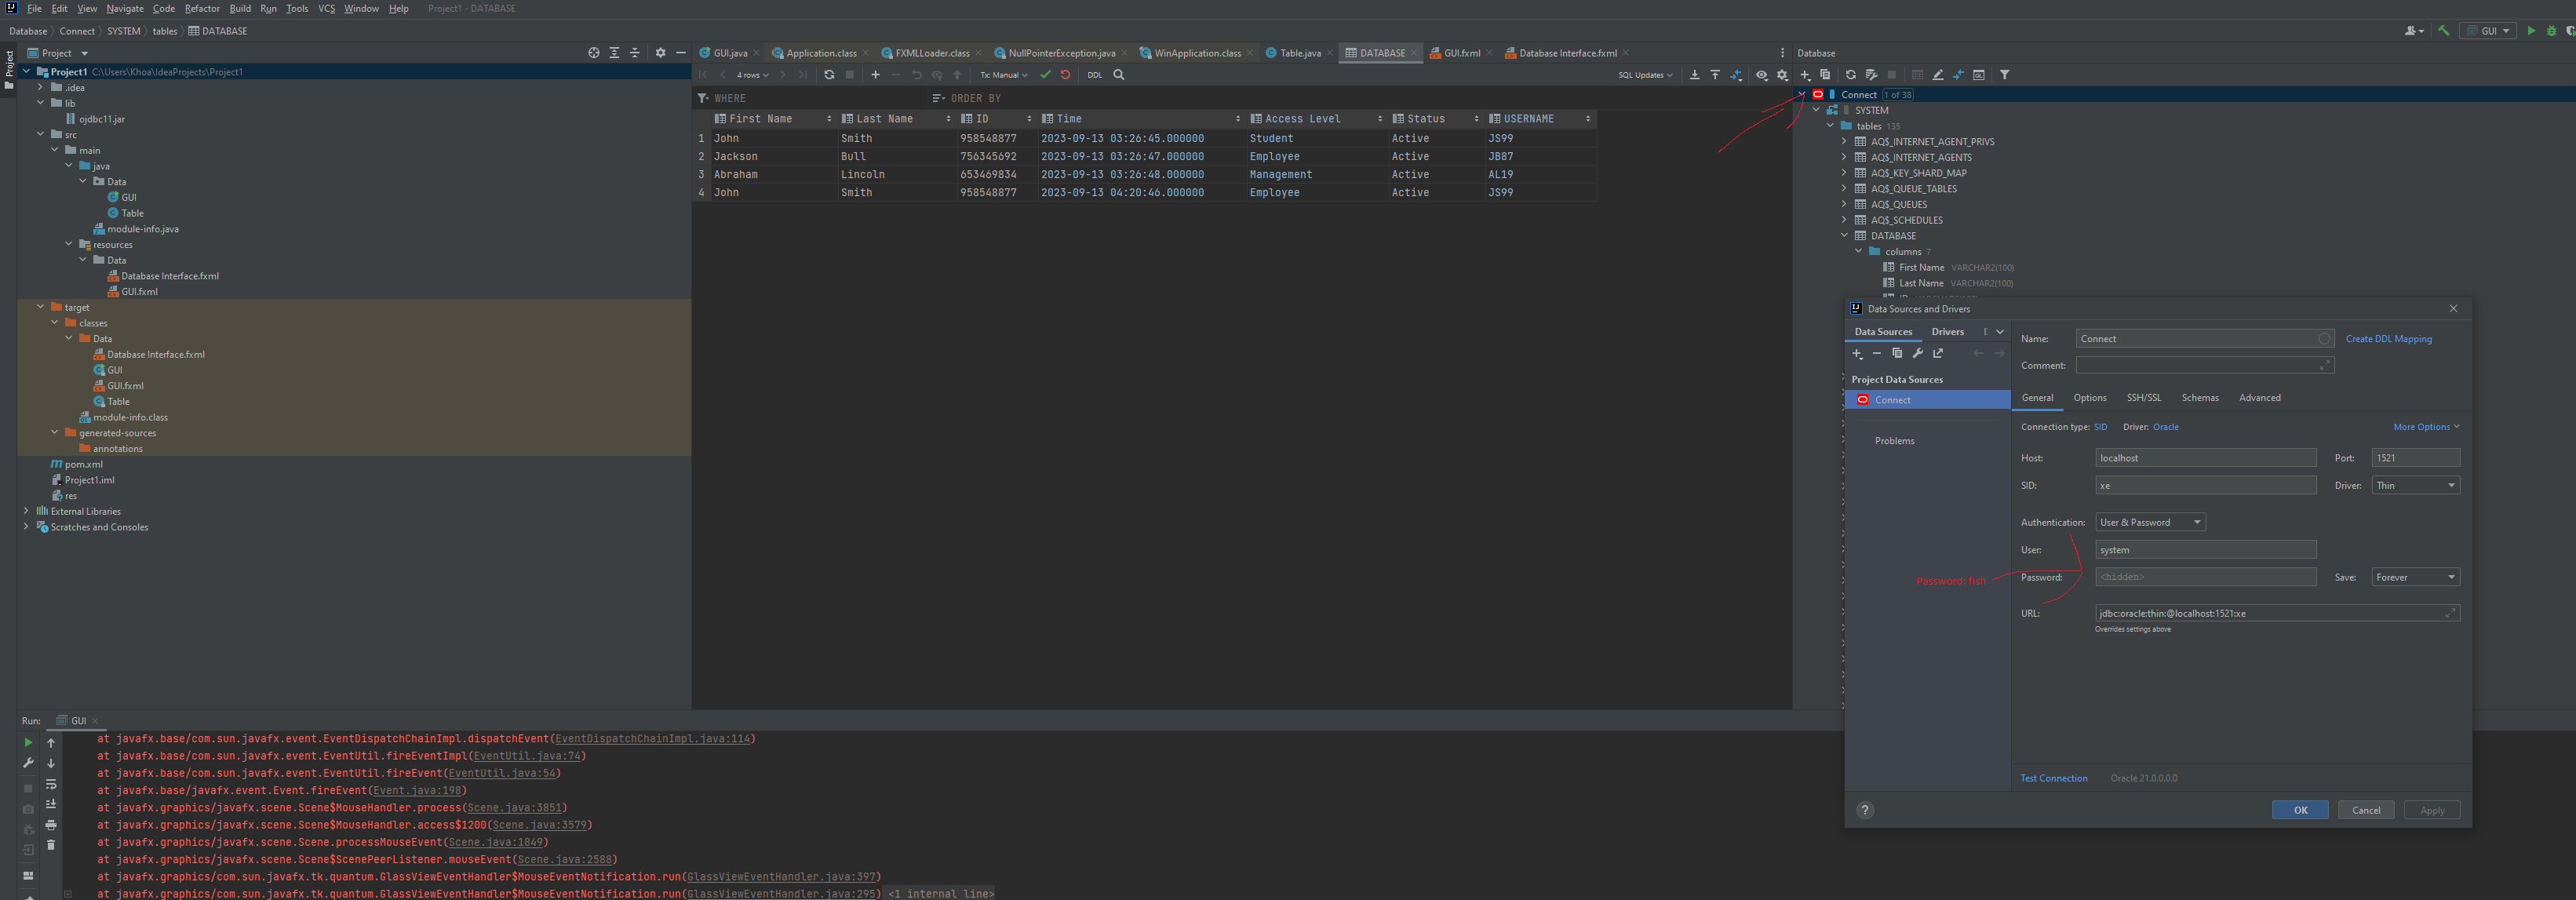 File Edit View Navigate Code Refactor Build Run Tools VCS Window Help Project1 - DATABASE
Database Connect SYSTEM tables DATABASE
GUI
Project
Project
GUI.java Application.class FXMLLoader.class NullPointerException.java WinApplication.class Table.java DATABASE GUI.fxml Database Interface.fxml
Database
Project1 C:\Users\Khoa\IdeaProjects\Project1
.idea
lib
ojdbc11.jar
src
main
java
Data
GUI
Table
module-info.java
resources
Data
Database Interface.fxml
GUI.fxml
target
classes
Data
Database Interface.fxml
GUI
GUI.fxml
Table
module-info.class
generated-sources
annotations
pom.xml
Project1.iml
res
External Libraries
Scratches and Consoles
4 rows Tx: Manual DDL SQL Updates
WHERE ORDER BY
First Name Last Name ID Time Access Level Status USERNAME
1 John Smith 958548877 2023-09-13 03:26:45.000000 Student Active JS99
2 Jackson Bull 756345692 2023-09-13 03:26:47.000000 Employee Active JB87
3 Abraham Lincoln 653469834 2023-09-13 03:26:48.000000 Management Active AL19
4 John Smith 958548877 2023-09-13 04:20:46.000000 Employee Active JS99
Connect 1 of 38
SYSTEM
tables 135
AQ$_INTERNET_AGENT_PRIVS
AQ$_INTERNET_AGENTS
AQ$_KEY_SHARD_MAP
AQ$_QUEUE_TABLES
AQ$_QUEUES
AQ$_SCHEDULES
DATABASE
columns 7
First Name VARCHAR2(100)
Last Name VARCHAR2(100)
Data Sources and Drivers
Data Sources Drivers
Project Data Sources
Connect
Problems
Name: Connect Create DDL Mapping
Comment:
General Options SSH/SSL Schemas Advanced
Connection type: SID Driver: Oracle More Options
Host: localhost Port: 1521
SID: xe Driver: Thin
Authentication: User & Password
User: system
Password: fish
Password: <hidden> Save: Forever
URL: jdbc:oracle:thin:@localhost:1521:xe
Overrides settings above
Test Connection Oracle 21.0.0.0.0
? OK Cancel Apply
Run: GUI
at javafx.base/com.sun.javafx.event.EventDispatchChainImpl.dispatchEvent(EventDispatchChainImpl.java:114)
at javafx.base/com.sun.javafx.event.EventUtil.fireEventImpl(EventUtil.java:74)
at javafx.base/com.sun.javafx.event.EventUtil.fireEvent(EventUtil.java:54)
at javafx.base/javafx.event.Event.fireEvent(Event.java:198)
at javafx.graphics/javafx.scene.Scene$MouseHandler.process(Scene.java:3851)
at javafx.graphics/javafx.scene.Scene$MouseHandler.access$1200(Scene.java:3579)
at javafx.graphics/javafx.scene.Scene.processMouseEvent(Scene.java:1849)
at javafx.graphics/javafx.scene.Scene$ScenePeerListener.mouseEvent(Scene.java:2588)
at javafx.graphics/com.sun.javafx.tk.quantum.GlassViewEventHandler$MouseEventNotification.run(GlassViewEventHandler.java:397)
at javafx.graphics/com.sun.javafx.tk.quantum.GlassViewEventHandler$MouseEventNotification.run(GlassViewEventHandler.java:295) <1 internal line>